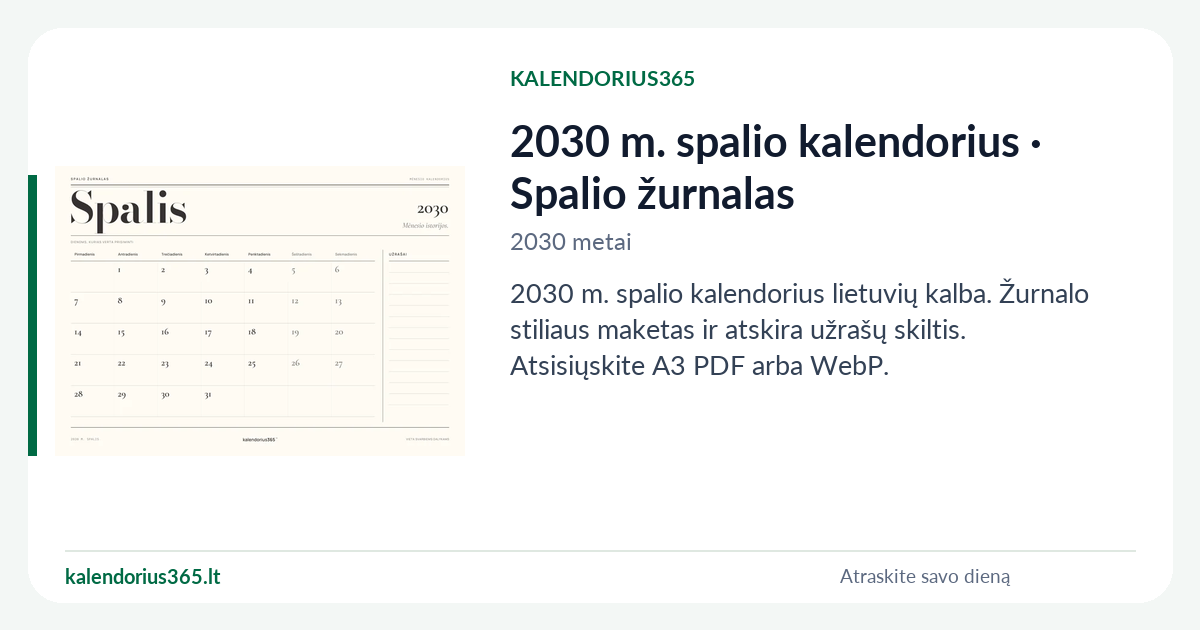 SPALIO ŽURNALAS
Spalis
2030
Mėnesio istorijos.
Pirmadienis Antradienis Trečiadienis Ketvirtadienis Penktadienis Šeštadienis Sekmadienis
UŽRAŠAI
1 2 3 4 5 6
7 8 9 10 11 12 13
14 15 16 17 18 19 20
21 22 23 24 25 26 27
28 29 30 31
kalendorius365
KALENDORIUS365
2030 m. spalio kalendorius ·
Spalio žurnalas
2030 metai
2030 m. spalio kalendorius lietuvių kalba. Žurnalo
stiliaus maketas ir atskira užrašų skiltis.
Atsisiųskite A3 PDF arba WebP.
kalendorius365.lt
Atraskite savo dieną